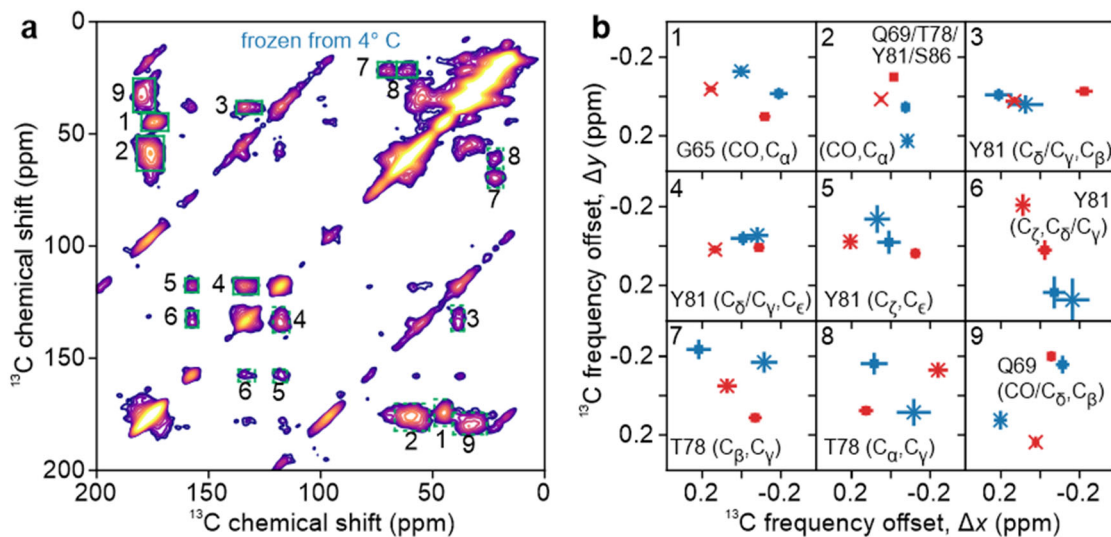 a
frozen from 4° C
0
50
100
150
200
¹³C chemical shift (ppm)
200
150
100
50
0
¹³C chemical shift (ppm)
9
1
2
3
7
8
8
7
5
4
6
3
4
6
5
2
1
9
b
1
G65 (CO,Cα)
2
Q69/T78/
Y81/S86
(CO,Cα)
3
Y81 (Cδ/Cγ,Cβ)
4
Y81 (Cδ/Cγ,Cϵ)
5
Y81 (Cζ,Cϵ)
6
Y81
(Cζ,Cδ/Cγ)
7
T78 (Cβ,Cγ)
8
T78 (Cα,Cγ)
9
Q69
(CO/Cδ,Cβ)
-0.2
0.2
-0.2
0.2
-0.2
0.2
¹³C frequency offset, Δy (ppm)
0.2
-0.2
0.2
-0.2
0.2
-0.2
¹³C frequency offset, Δx (ppm)